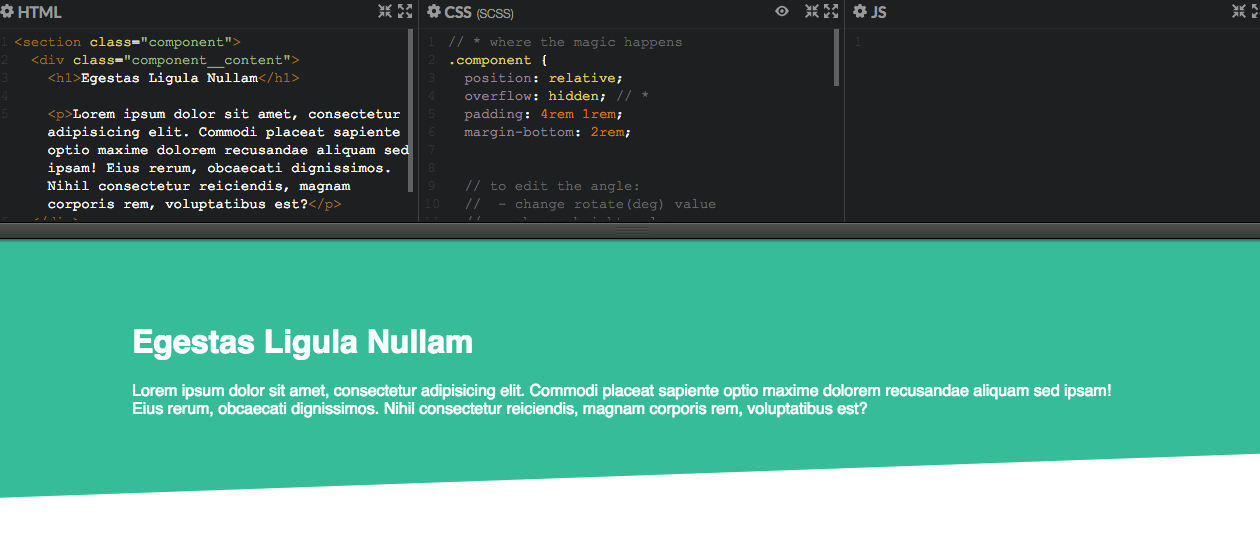 HTML
1 <section class="component">
2 <div class="component__content">
3 <h1>Egestas Ligula Nullam</h1>
4
5 <p>Lorem ipsum dolor sit amet, consectetur
adipisicing elit. Commodi placeat sapiente
optio maxime dolorem recusandae aliquam sed
ipsam! Eius rerum, obcaecati dignissimos.
Nihil consectetur reiciendis, magnam
corporis rem, voluptatibus est?</p>
CSS (SCSS)
1 // * where the magic happens
2 .component {
3 position: relative;
4 overflow: hidden; // *
5 padding: 4rem 1rem;
6 margin-bottom: 2rem;
7
8
9 // to edit the angle:
10 // - change rotate(deg) value
JS
1
Egestas Ligula Nullam
Lorem ipsum dolor sit amet, consectetur adipisicing elit. Commodi placeat sapiente optio maxime dolorem recusandae aliquam sed ipsam!
Eius rerum, obcaecati dignissimos. Nihil consectetur reiciendis, magnam corporis rem, voluptatibus est?